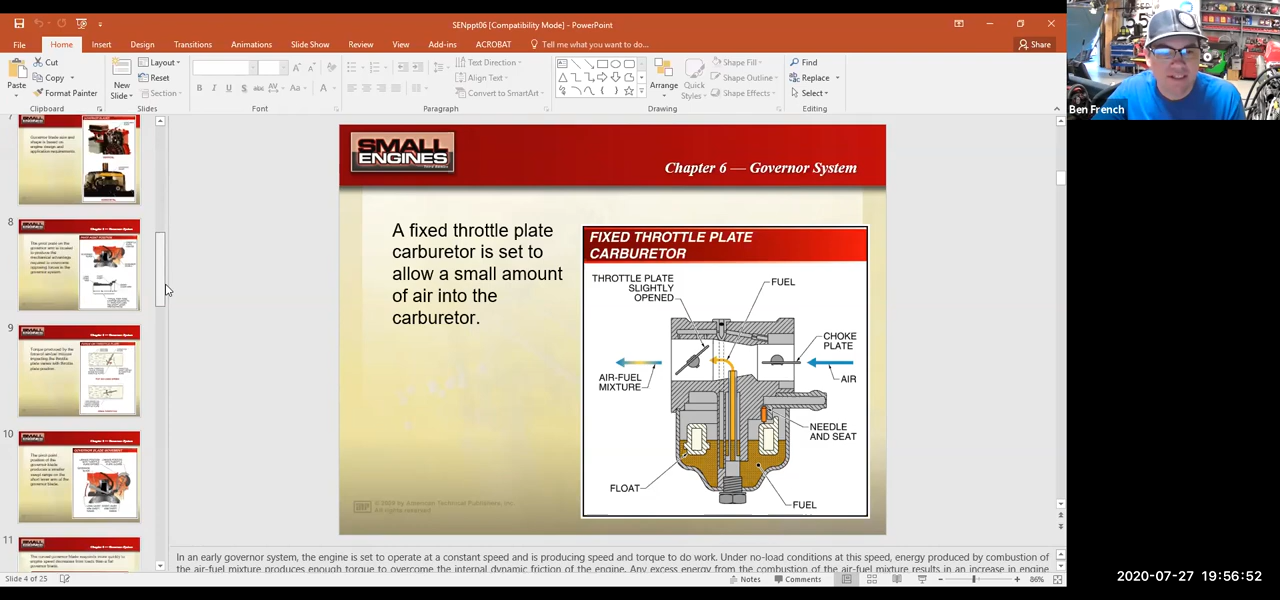 SENppt06 [Compatibility Mode] - PowerPoint
File Home Insert Design Transitions Animations Slide Show Review View Add-ins ACROBAT Tell me what you want to do... Share
Paste
Cut
Copy
Format Painter
Clipboard
New
Slide
Layout
Reset
Section
Slides
B I U S abc AV Aa A
Font
Text Direction
Align Text
Convert to SmartArt
Paragraph
Arrange
Quick
Styles
Shape Fill
Shape Outline
Shape Effects
Drawing
Find
Replace
Select
Editing
Ben French
7
8
9
10
11
SMALL
ENGINES
Chapter 6 — Governor System
A fixed throttle plate
carburetor is set to
allow a small amount
of air into the
carburetor.
FIXED THROTTLE PLATE
CARBURETOR
THROTTLE PLATE
SLIGHTLY
OPENED
FUEL
CHOKE
PLATE
AIR-FUEL
MIXTURE
AIR
NEEDLE
AND SEAT
FLOAT
FUEL
In an early governor system, the engine is set to operate at a constant speed and is producing speed and torque to do work. Under no-load conditions at this speed, energy produced by combustion of
the air-fuel mixture produces enough torque to overcome the internal dynamic friction of the engine. Any excess energy from the combustion of the air-fuel mixture results in an increase in engine
Slide 4 of 25
Notes
Comments
86%
2020-07-27 19:56:52